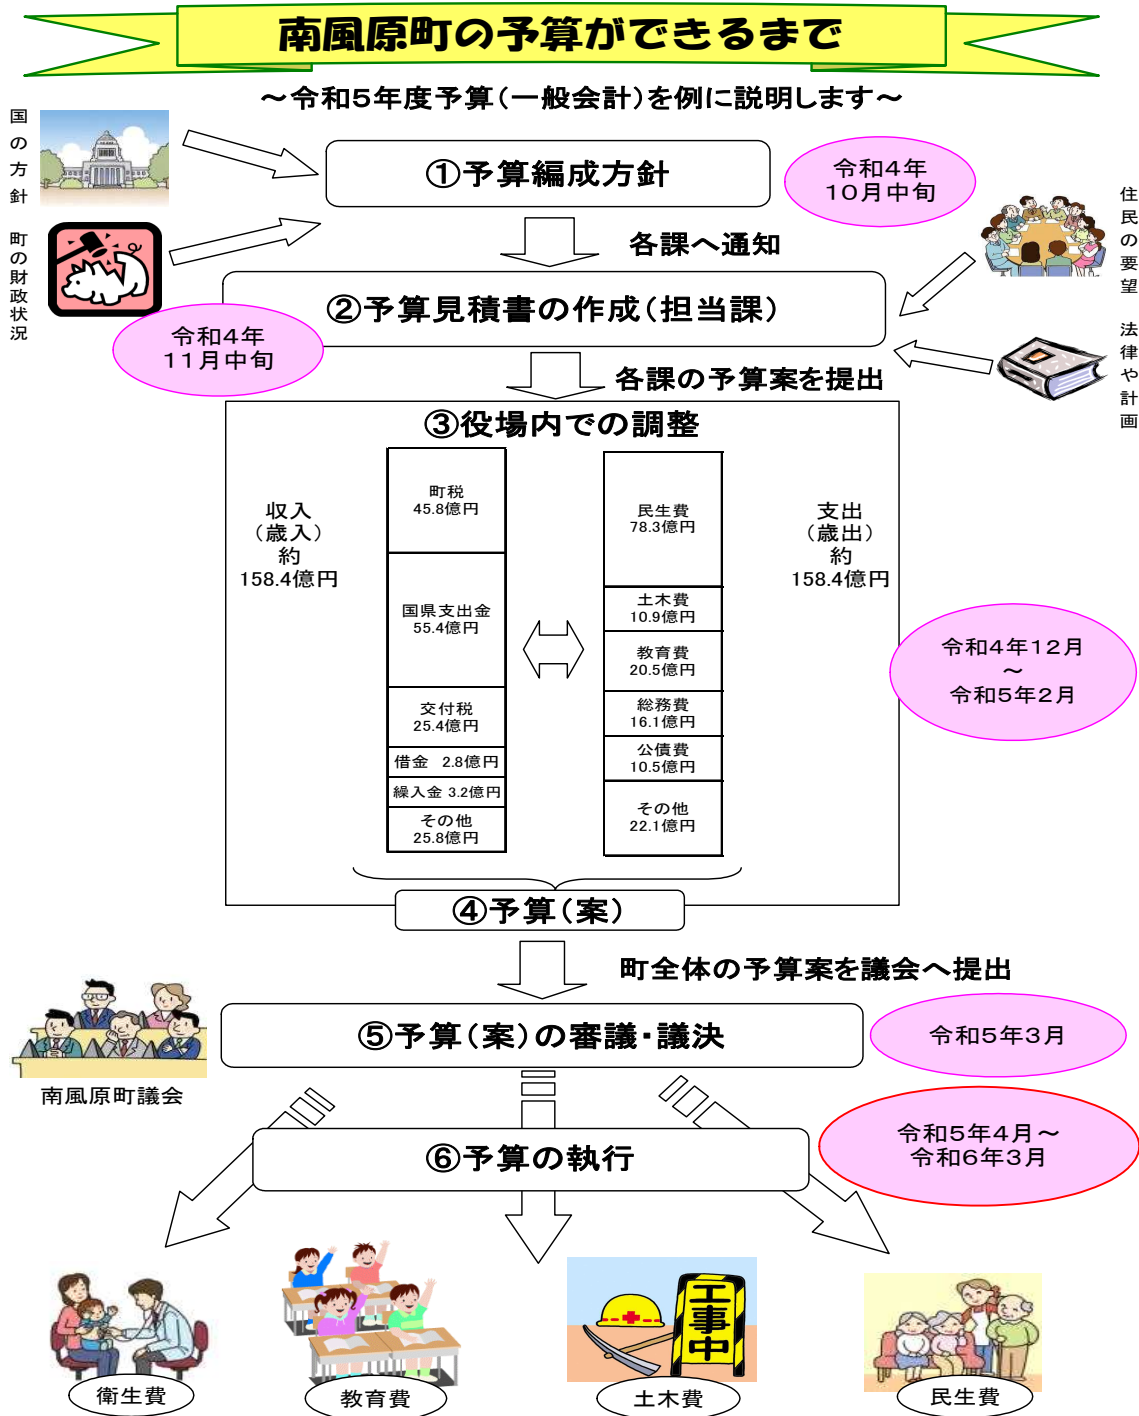 南風原町の予算ができるまで
～令和5年度予算(一般会計)を例に説明します～
国の方針
町の財政状況
①予算編成方針
令和4年
10月中旬
各課へ通知
住民の要望
法律や計画
②予算見積書の作成(担当課)
令和4年
11月中旬
各課の予算案を提出
③役場内での調整
収入
(歳入)
約
158.4億円
町税
45.8億円
国県支出金
55.4億円
交付税
25.4億円
借金 2.8億円
繰入金 3.2億円
その他
25.8億円
民生費
78.3億円
土木費
10.9億円
教育費
20.5億円
総務費
16.1億円
公債費
10.5億円
その他
22.1億円
支出
(歳出)
約
158.4億円
令和4年12月
～
令和5年2月
④予算(案)
町全体の予算案を議会へ提出
⑤予算(案)の審議・議決
令和5年3月
南風原町議会
⑥予算の執行
令和5年4月～
令和6年3月
工事中
衛生費
教育費
土木費
民生費